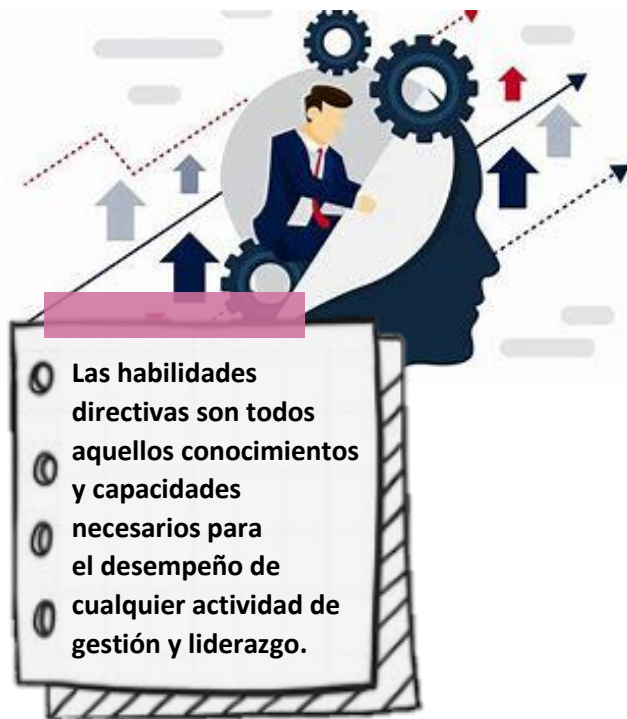 Las habilidades
directivas son todos
aquellos conocimientos
y capacidades
necesarios para
el desempeño de
cualquier actividad de
gestión y liderazgo.